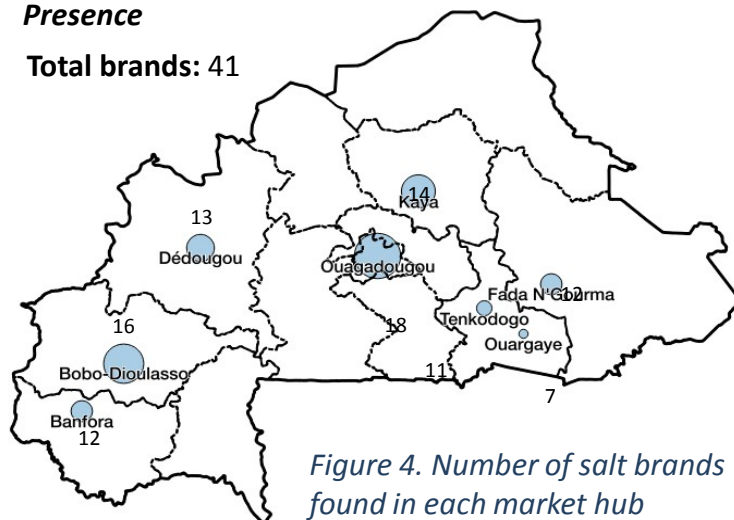 Presence
Total brands: 41
14
Kaya
13
Dédougou
Ouagadougou
Fada N'Gourma
12
Tenkodogo
18
16
Ouargaye
Bobo-Dioulasso
11
7
Banfora
12
Figure 4. Number of salt brands
found in each market hub